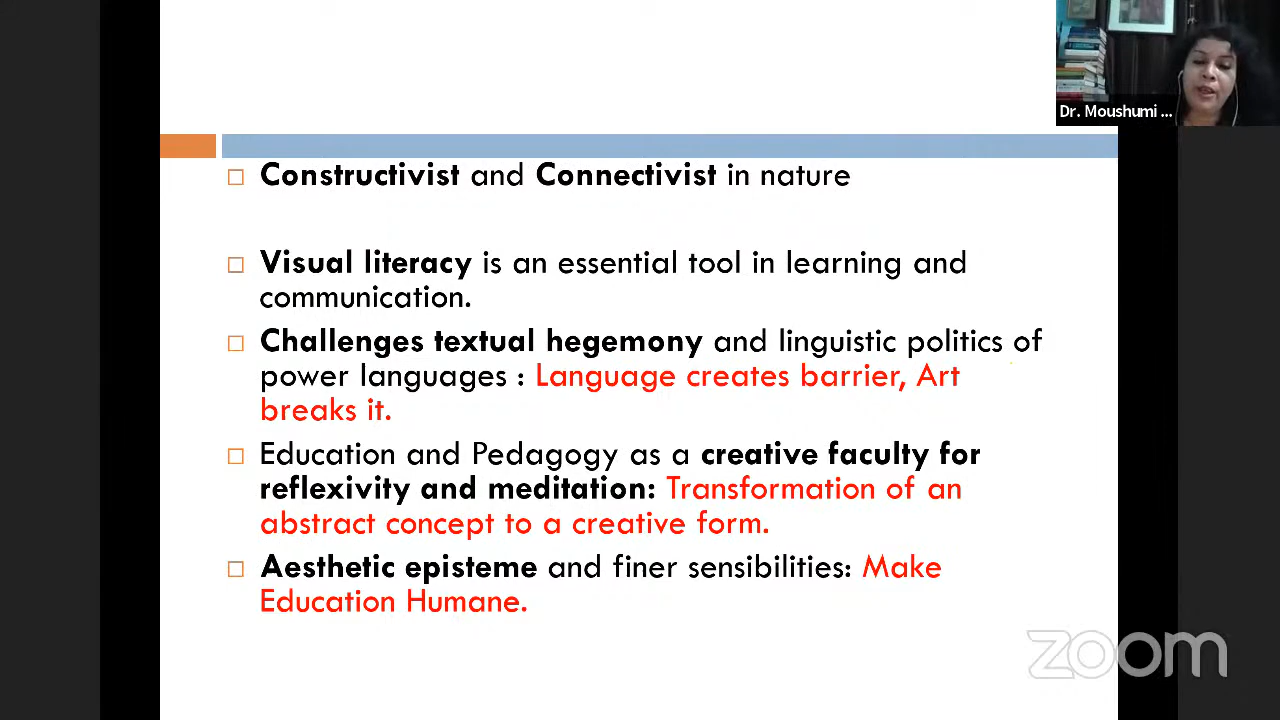 Dr. Moushumi ...
Constructivist and Connectivist in nature
Visual literacy is an essential tool in learning and
communication.
Challenges textual hegemony and linguistic politics of
power languages : Language creates barrier, Art
breaks it.
Education and Pedagogy as a creative faculty for
reflexivity and meditation: Transformation of an
abstract concept to a creative form.
Aesthetic episteme and finer sensibilities: Make
Education Humane.
zoom